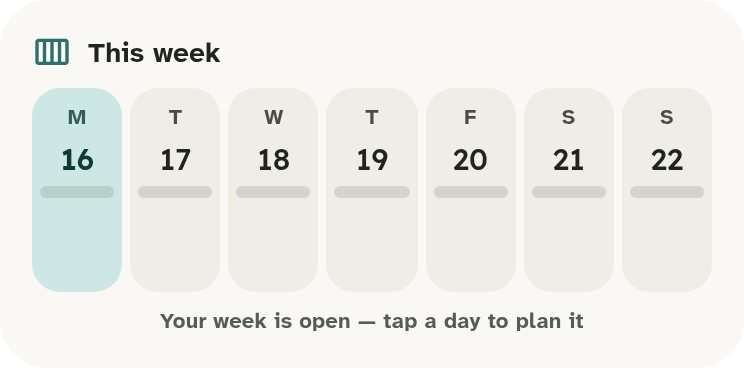 This week
M T W T F S S
16 17 18 19 20 21 22
Your week is open — tap a day to plan it